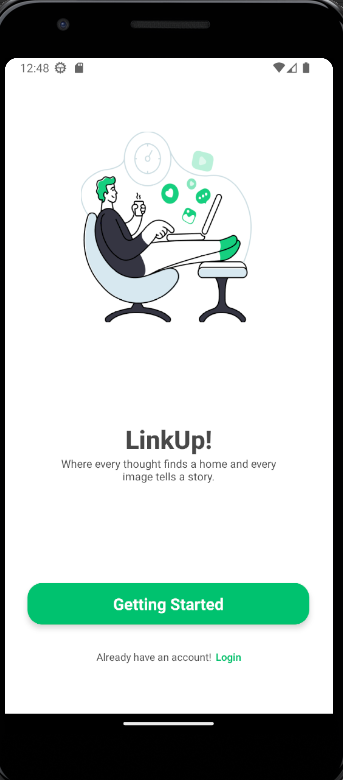 12:48
LinkUp!
Where every thought finds a home and every
image tells a story.
Getting Started
Already have an account! Login